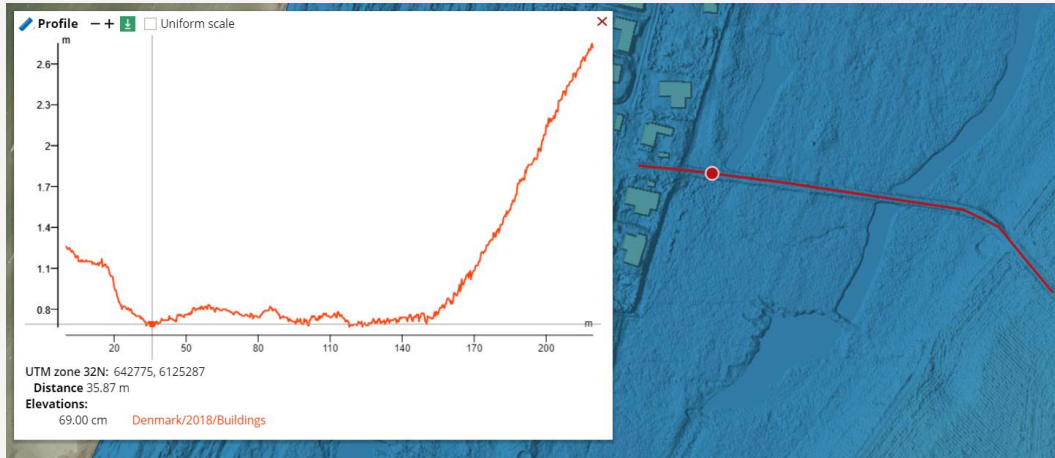 Profile − + Uniform scale ×
m
2.6
2.3
2
1.7
1.4
1.1
0.8
m
20 50 80 110 140 170 200
UTM zone 32N: 642775, 6125287
Distance 35.87 m
Elevations:
69.00 cm Denmark/2018/Buildings